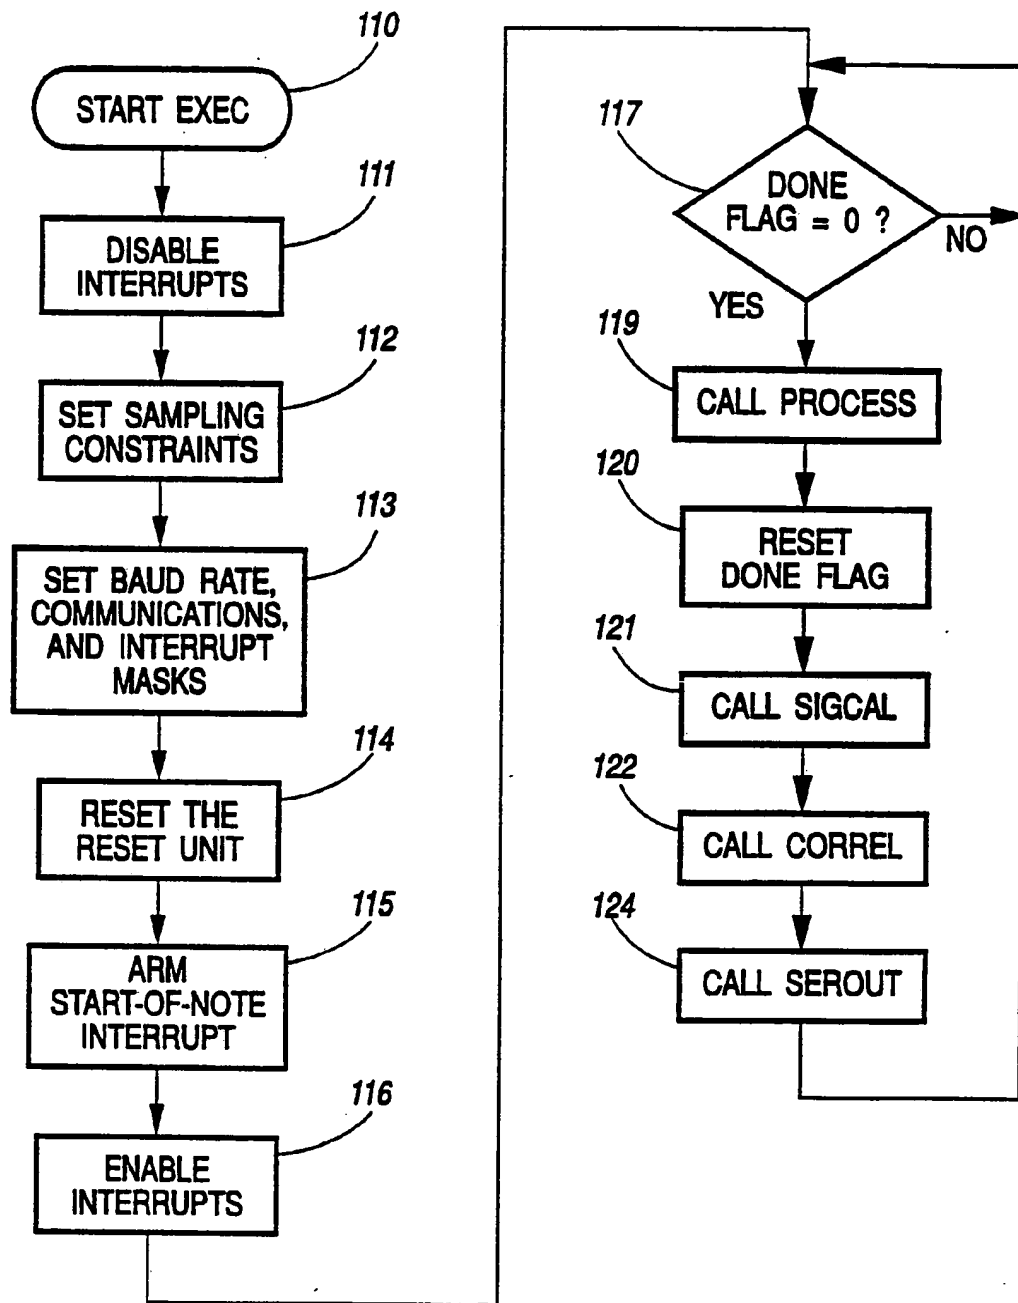 110
START EXEC
111
DISABLE
INTERRUPTS
112
SET SAMPLING
CONSTRAINTS
113
SET BAUD RATE,
COMMUNICATIONS,
AND INTERRUPT
MASKS
114
RESET THE
RESET UNIT
115
ARM
START-OF-NOTE
INTERRUPT
116
ENABLE
INTERRUPTS
117
DONE
FLAG = 0 ?
NO
YES
119
CALL PROCESS
120
RESET
DONE FLAG
121
CALL SIGCAL
122
CALL CORREL
124
CALL SEROUT